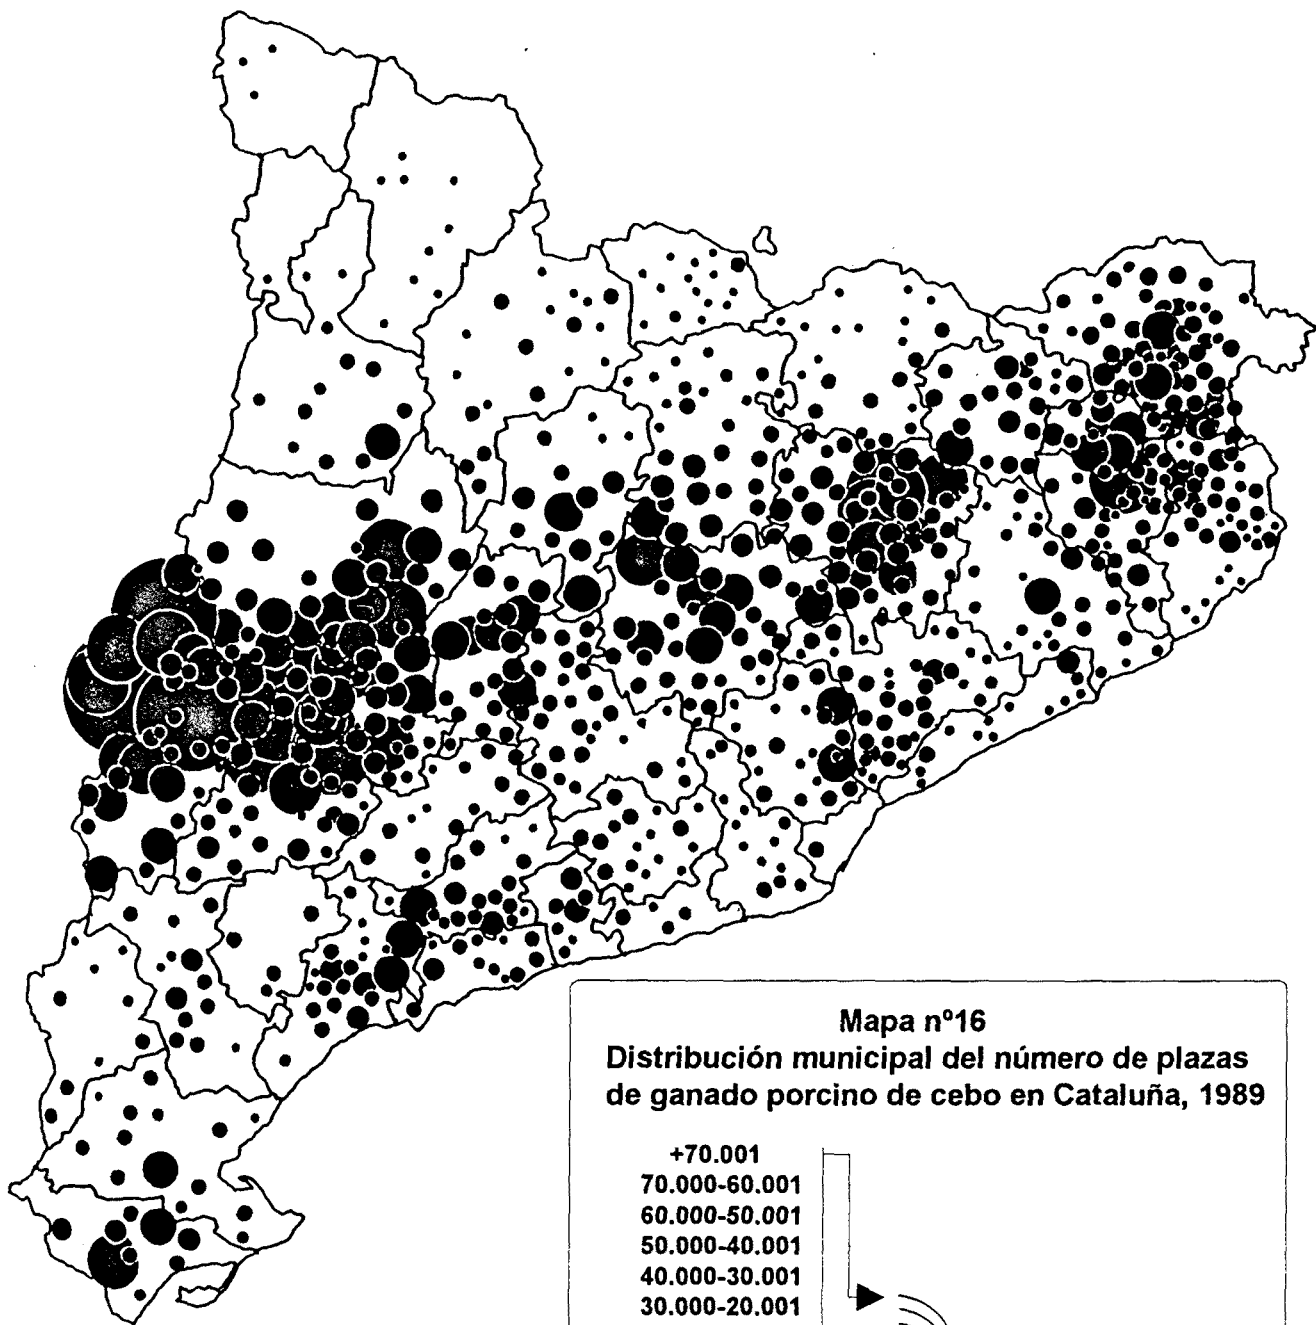 Mapa nº16
Distribución municipal del número de plazas
de ganado porcino de cebo en Cataluña, 1989
+70.001
70.000-60.001
60.000-50.001
50.000-40.001
40.000-30.001
30.000-20.001